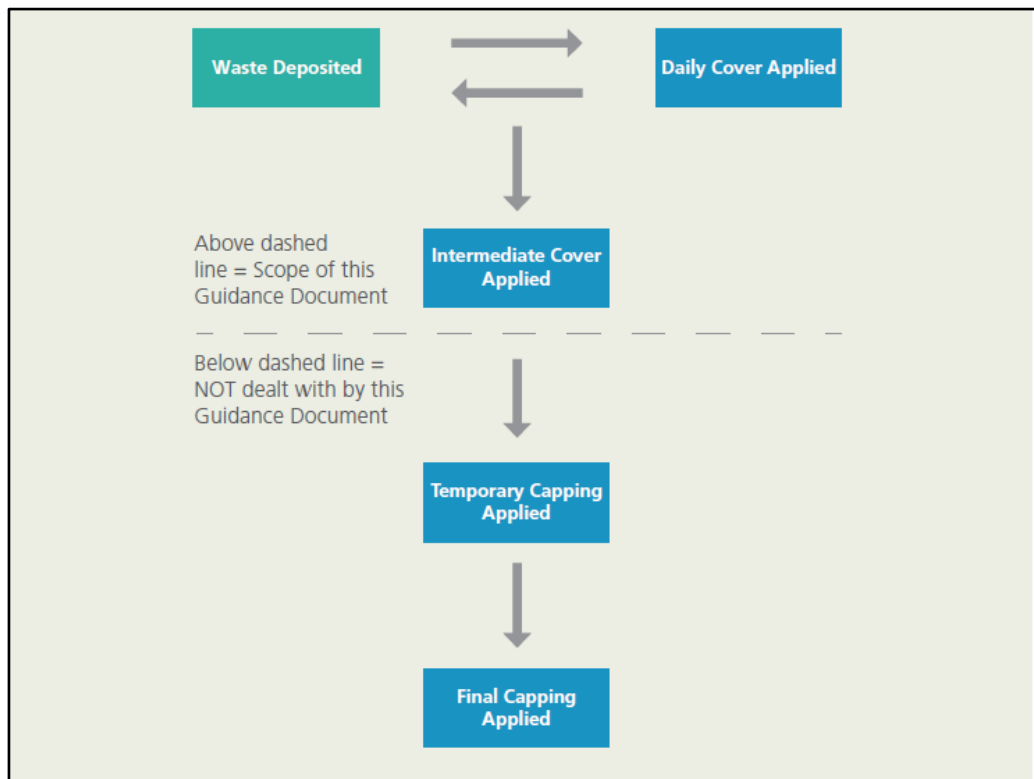 Waste Deposited
Daily Cover Applied
Above dashed
line = Scope of this
Guidance Document
Intermediate Cover
Applied
Below dashed line =
NOT dealt with by this
Guidance Document
Temporary Capping
Applied
Final Capping
Applied